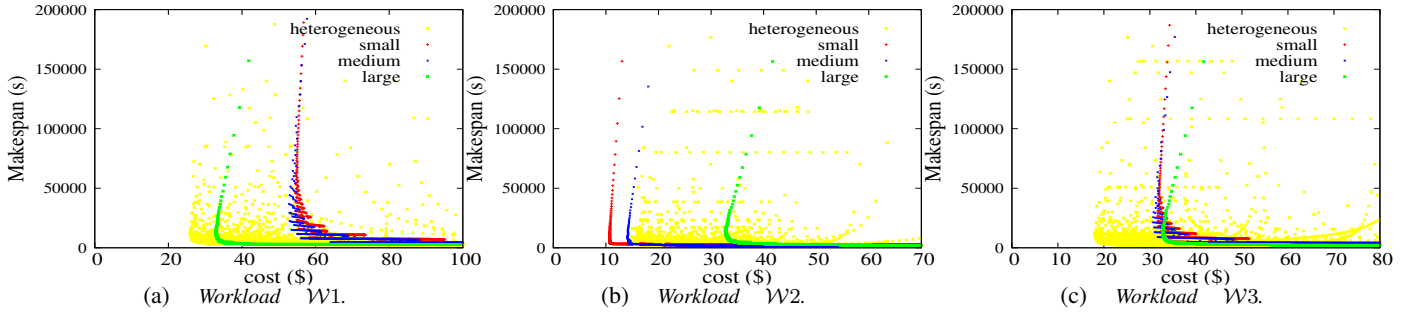 200000
150000
100000
50000
0
Makespan (s)
heterogeneous
small
medium
large
0 20 40 60 80 100
cost ($)
(a) Workload W1.
200000
150000
100000
50000
0
Makespan (s)
heterogeneous
small
medium
large
0 10 20 30 40 50 60 70
cost ($)
(b) Workload W2.
200000
150000
100000
50000
0
Makespan (s)
heterogeneous
small
medium
large
0 10 20 30 40 50 60 70 80
cost ($)
(c) Workload W3.